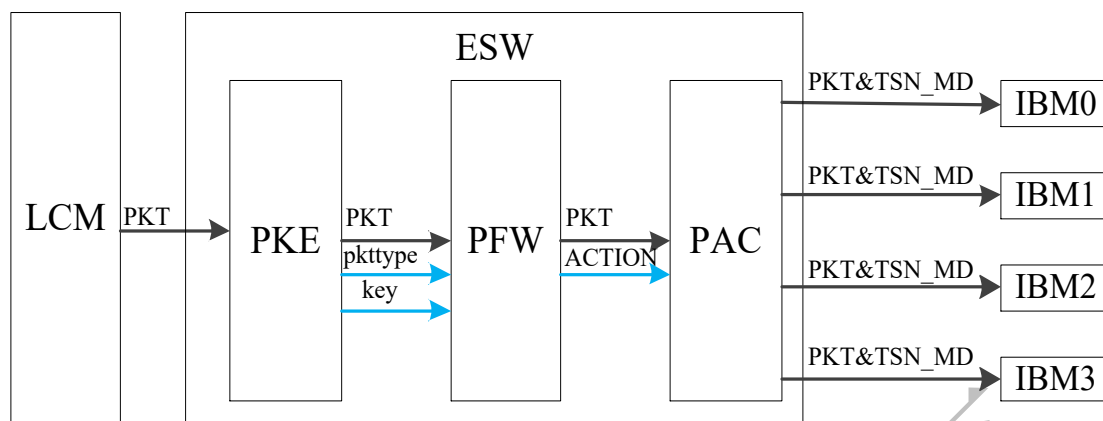 ESW
LCM
PKT
PKE
PKT
pkttype
key
PFW
PKT
ACTION
PAC
PKT&TSN_MD
IBM0
PKT&TSN_MD
IBM1
PKT&TSN_MD
IBM2
PKT&TSN_MD
IBM3